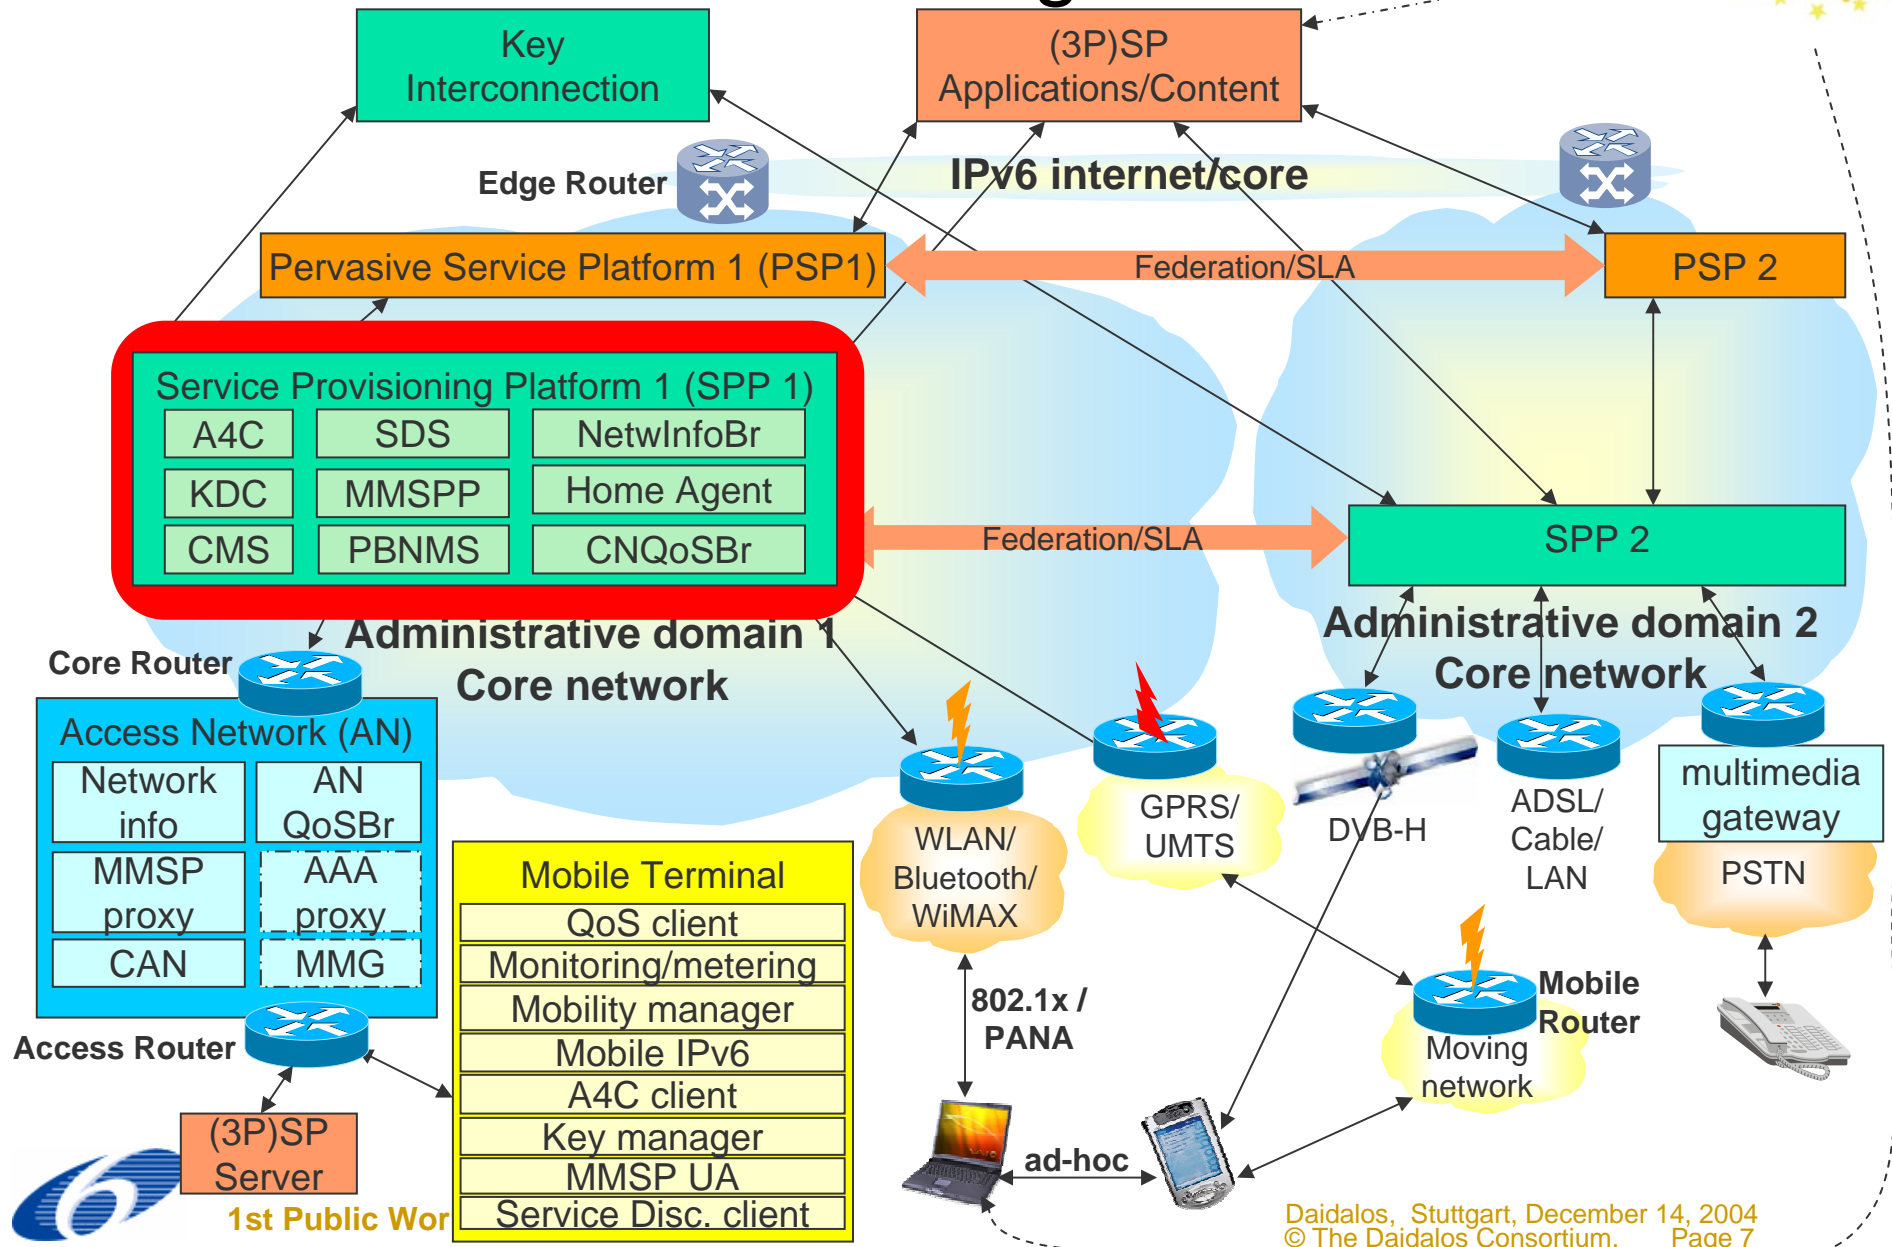 Key
Interconnection
(3P)SP
Applications/Content
Edge Router
IPv6 internet/core
Pervasive Service Platform 1 (PSP1)
Federation/SLA
PSP 2
Service Provisioning Platform 1 (SPP 1)
A4C
SDS
NetwInfoBr
KDC
MMSPP
Home Agent
CMS
PBNMS
CNQoSBr
Federation/SLA
SPP 2
Administrative domain 1
Core network
Administrative domain 2
Core network
Core Router
Access Network (AN)
Network
info
AN
QoSBr
MMSP
proxy
AAA
proxy
CAN
MMG
Access Router
(3P)SP
Server
Mobile Terminal
QoS client
Monitoring/metering
Mobility manager
Mobile IPv6
A4C client
Key manager
MMSP UA
Service Disc. client
WLAN/
Bluetooth/
WiMAX
GPRS/
UMTS
DVB-H
ADSL/
Cable/
LAN
multimedia
gateway
PSTN
802.1x /
PANA
Mobile
Router
Moving
network
ad-hoc
6
1st Public Wor
Daidalos, Stuttgart, December 14, 2004
© The Daidalos Consortium. Page 7